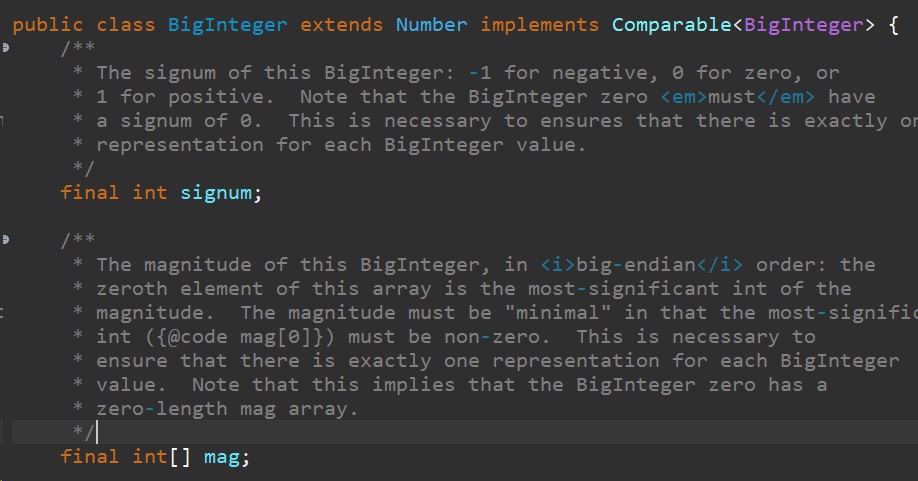 public class BigInteger extends Number implements Comparable<BigInteger> {
/**
* The signum of this BigInteger: -1 for negative, 0 for zero, or
* 1 for positive.  Note that the BigInteger zero <em>must</em> have
* a signum of 0.  This is necessary to ensures that there is exactly
* representation for each BigInteger value.
*/
final int signum;
/**
* The magnitude of this BigInteger, in <i>big-endian</i> order: the
* zeroth element of this array is the most-significant int of the
* magnitude.  The magnitude must be "minimal" in that the
* int ({@code mag[0]}) must be non-zero.  This is necessary to
* ensure that there is exactly one representation for each BigInteger
* value.  Note that this implies that the BigInteger zero has a
* zero-length mag array.
*/
final int[] mag;